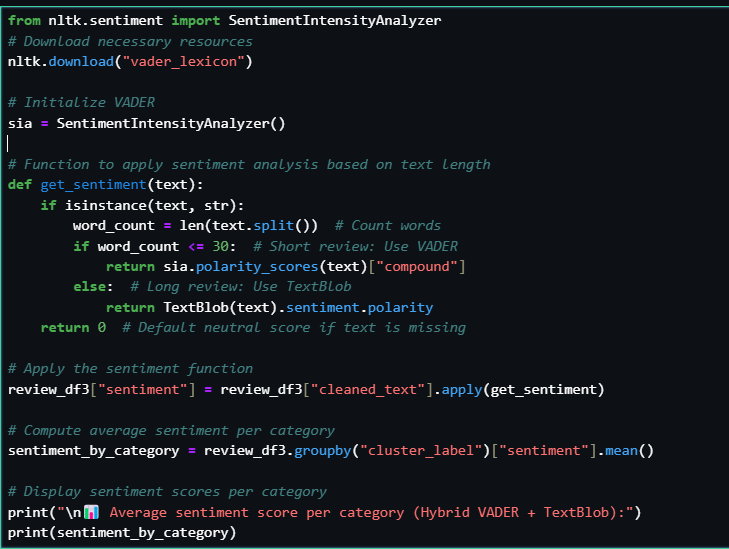 from nltk.sentiment import SentimentIntensityAnalyzer
# Download necessary resources
nltk.download("vader_lexicon")

# Initialize VADER
sia = SentimentIntensityAnalyzer()

# Function to apply sentiment analysis based on text length
def get_sentiment(text):
    if isinstance(text, str):
        word_count = len(text.split())  # Count words
        if word_count <= 30:  # Short review: Use VADER
            return sia.polarity_scores(text)["compound"]
        else:  # Long review: Use TextBlob
            return TextBlob(text).sentiment.polarity
    return 0  # Default neutral score if text is missing

# Apply the sentiment function
review_df3["sentiment"] = review_df3["cleaned_text"].apply(get_sentiment)

# Compute average sentiment per category
sentiment_by_category = review_df3.groupby("cluster_label")["sentiment"].mean()

# Display sentiment scores per category
print("\n📊 Average sentiment score per category (Hybrid VADER + TextBlob):")
print(sentiment_by_category)